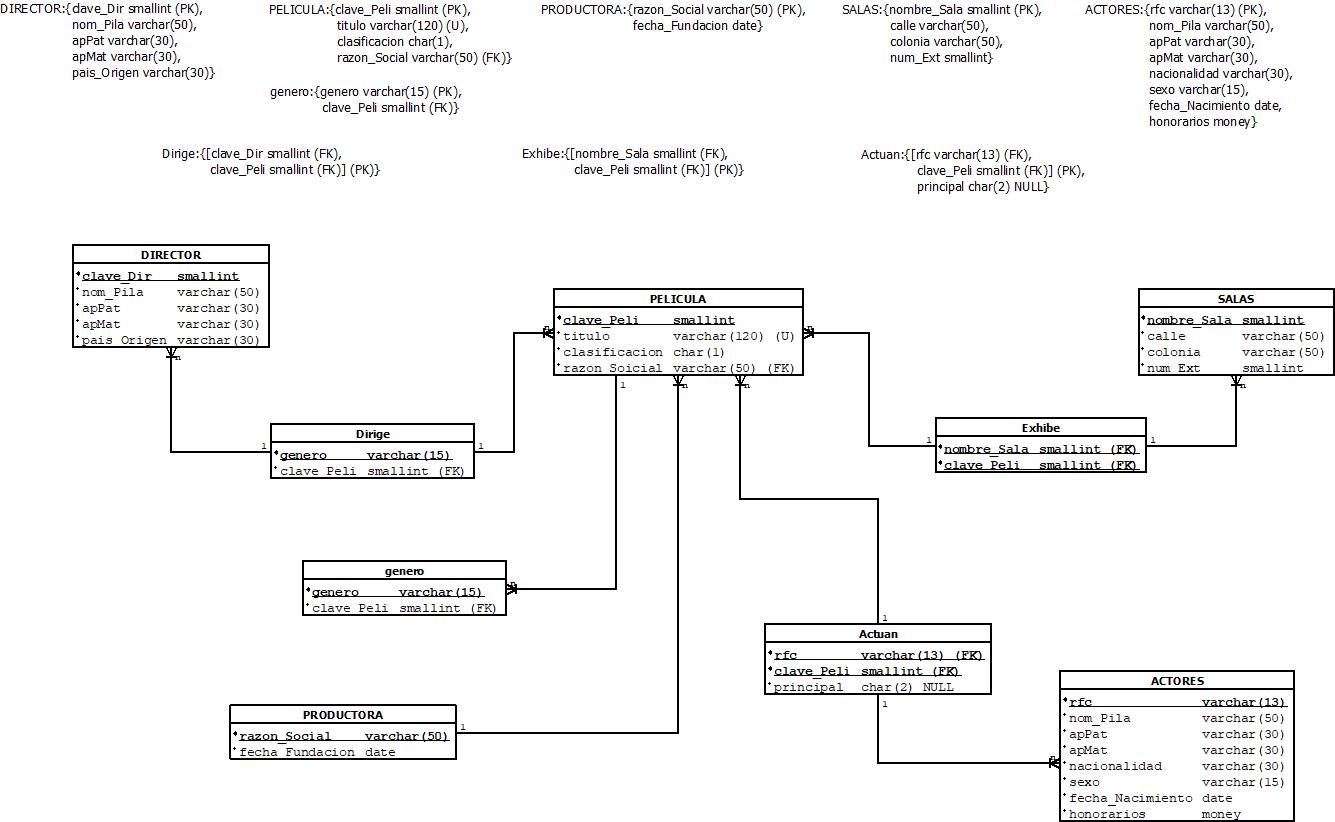 DIRECTOR:{clave_Dir smallint (PK),
nom_Pila varchar(50),
apPat varchar(30),
apMat varchar(30),
pais_Origen varchar(30)}
PELICULA:{clave_Peli smallint (PK),
titulo varchar(120) (U),
clasificacion char(1),
razon_Social varchar(50) (FK)}
genero:{genero varchar(15) (PK),
clave_Peli smallint (FK)}
PRODUCTORA:{razon_Social varchar(50) (PK),
fecha_Fundacion date}
SALAS:{nombre_Sala smallint (PK,
calle varchar(50),
colonia varchar(50),
num_Ext smallint}
ACTORES:{rfc varchar(13) (PK),
nom_Pila varchar(50),
apPat varchar(30),
apMat varchar(30),
nacionalidad varchar(30),
sexo varchar(15),
fecha_Nacimiento date,
honorarios money}
Dirige:{[clave_Dir smallint (FK),
clave_Peli smallint (FK)] (PK)}
Exhibe:{[nombre_Sala smallint (FK),
clave_Peli smallint (FK)] (PK)}
Actuan:{[rfc varchar(13) (FK),
clave_Peli smallint (FK)] (PK),
principal char(2) NULL}
DIRECTOR
clave_Dir smallint
nom_Pila varchar(50)
apPat varchar(30)
apMat varchar(30)
pais_Origen varchar(30)
n
PELICULA
clave_Peli smallint
titulo varchar(120) (U)
clasificacion char(1)
razon_Soicial varchar(50) (FK)
n
n
1
n
n
SALAS
nombre_Sala smallint
calle varchar(50)
colonia varchar(50)
num_Ext smallint
n
1
Dirige
1
genero varchar(15)
clave_Peli smallint (FK)
1
Exhibe
1
nombre_Sala smallint (FK)
clave_Peli smallint (FK)
genero
n
genero varchar(15)
clave_Peli smallint (FK)
1
Actuan
rfc varchar(13) (FK)
clave_Peli smallint (FK)
principal char(2) NULL
1
PRODUCTORA
1
razon_Social varchar(50)
fecha_Fundacion date
ACTORES
rfc varchar(13)
nom_Pila varchar(50)
apPat varchar(30)
apMat varchar(30)
n
nacionalidad varchar(30)
sexo varchar(15)
fecha_Nacimiento date
honorarios money